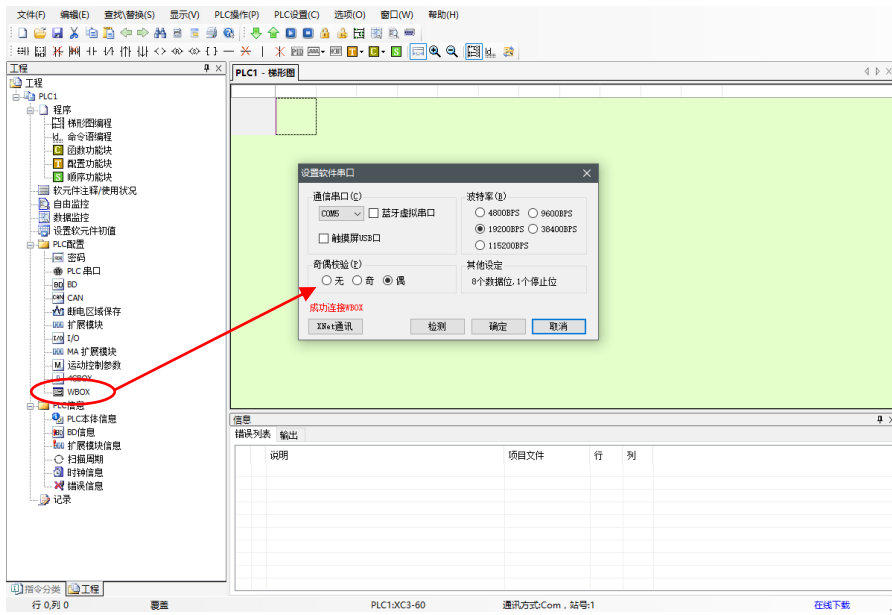 文件(F) 编辑(E) 查找\替换(S) 显示(V) PLC操作(P) PLC设置(C) 选项(O) 窗口(W) 帮助(H)
工程
PLC1 - 梯形图
工程
PLC1
程序
梯形图编程
命令语编程
函数功能块
配置功能块
顺序功能块
软元件注释/使用状况
自由监控
数据监控
设置软元件初值
PLC配置
密码
PLC 串口
BD
CAN
断电区域保存
扩展模块
I/O
MA 扩展模块
运动控制参数
4GBOX
WBOX
PLC信息
PLC本体信息
BD信息
扩展模块信息
扫描周期
时钟信息
错误信息
记录
设置软件串口
通信串口(C)
COM5 蓝牙虚拟串口
触摸屏USB口
波特率(B)
4800BPS 9600BPS
19200BPS 38400BPS
115200BPS
奇偶校验(P)
无 奇 偶
其他设定
8个数据位,1个停止位
成功连接WBOX
XNet通讯 检测 确定 取消
信息
错误列表 输出
说明 项目文件 行 列
指令分类 工程
行 0,列 0 覆盖 PLC1:XC3-60 通讯方式:Com，站号:1 在线下载